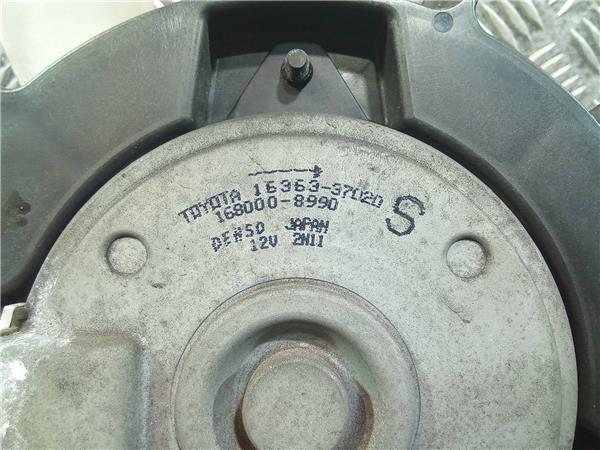 TOYOTA 16363-37020
168000-8990
S
DENSO JAPAN
12V 2N11